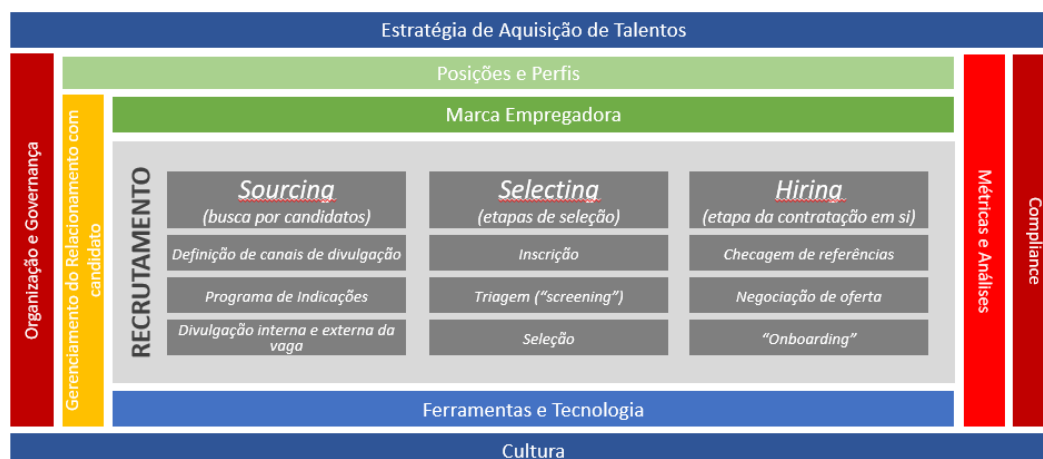 Estratégia de Aquisição de Talentos
Organização e Governança
Gerenciamento do Relacionamento com
candidato
Posições e Perfis
Marca Empregadora
RECRUTAMENTO
Sourcing
(busca por candidatos)
Definição de canais de divulgação
Programa de Indicações
Divulgação interna e externa da
vaga
Selecting
(etapas de seleção)
Inscrição
Triagem (“screening”)
Seleção
Hiring
(etapa da contratação em si)
Checagem de referências
Negociação de oferta
“Onboarding”
Métricas e Análises
Compliance
Ferramentas e Tecnologia
Cultura